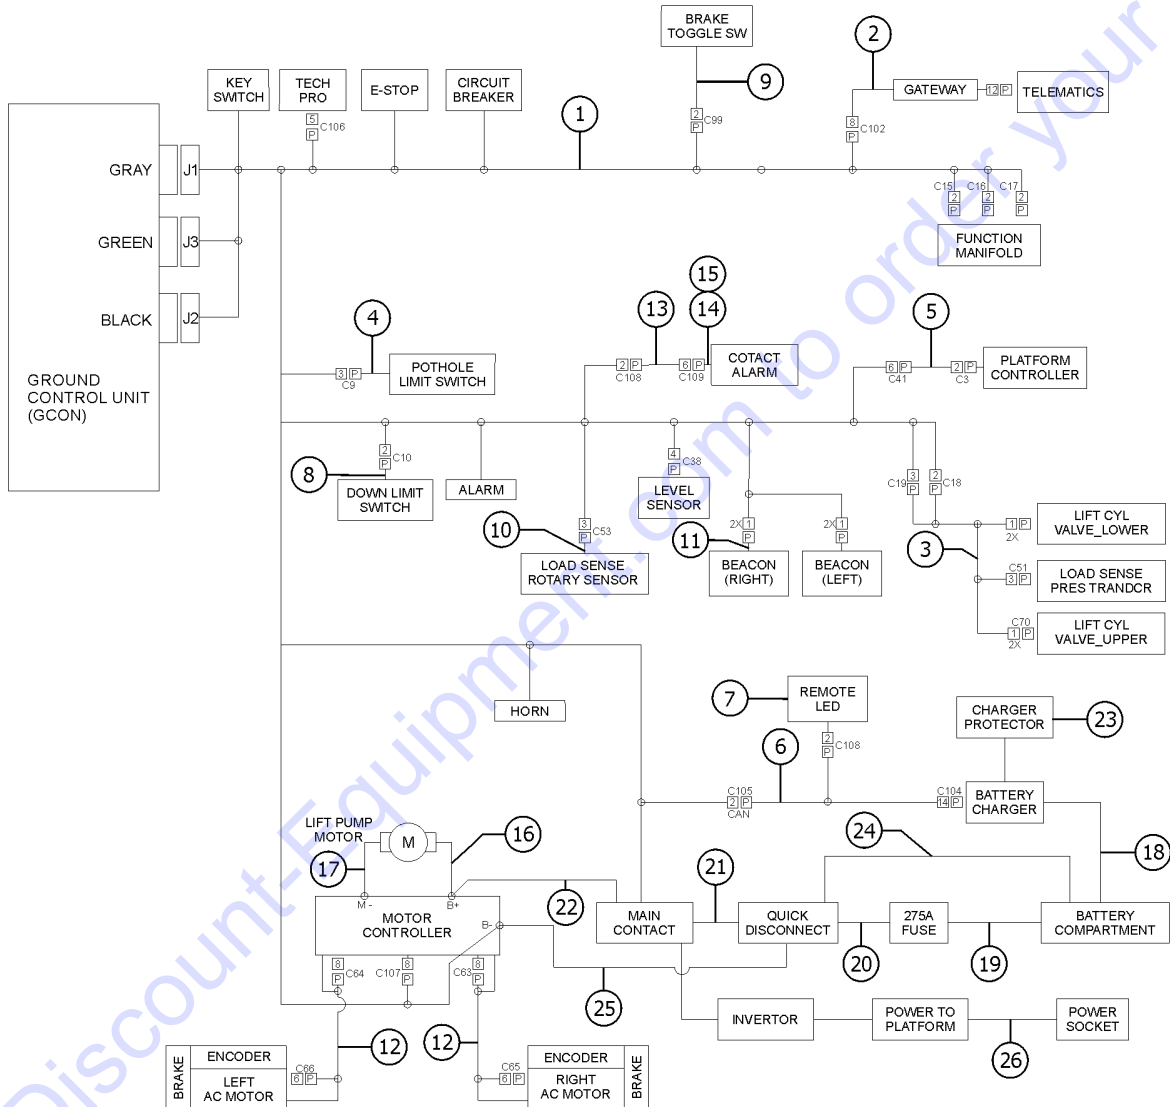 BRAKE
TOGGLE SW
2
9
KEY
SWITCH
TECH
PRO
E-STOP
CIRCUIT
BREAKER
GATEWAY
12 P
TELEMATICS
5
P
C106
1
2
P
C99
8
P
C102
GRAY
J1
GREEN
J3
BLACK
J2
GROUND
CONTROL UNIT
(GCON)
C15
2
P
C16
2
P
C17
2
P
FUNCTION
MANIFOLD
4
3 P
C9
POTHOLE
LIMIT SWITCH
13
15
14
2 P
C108
6 P
C109
COTACT
ALARM
5
6 P
C41
2 P
C3
PLATFORM
CONTROLLER
8
2
P
C10
DOWN LIMIT
SWITCH
ALARM
4
P
C38
LEVEL
SENSOR
10
3
P
C53
LOAD SENSE
ROTARY SENSOR
11
2X 1
P
BEACON
(RIGHT)
2X 1
P
BEACON
(LEFT)
C19
3
P
2
P
C18
3
1 P
2X
LIFT CYL
VALVE_LOWER
C51
3 P
LOAD SENSE
PRES TRANDCR
C70
1 P
2X
LIFT CYL
VALVE_UPPER
HORN
7
REMOTE
LED
2
P
C108
CHARGER
PROTECTOR
23
6
C105
2 P
CAN
C104
14 P
BATTERY
CHARGER
LIFT PUMP
MOTOR
M
16
17
24
18
M -
B+
22
21
MOTOR
CONTROLLER
B-
MAIN
CONTACT
QUICK
DISCONNECT
275A
FUSE
BATTERY
COMPARTMENT
20
19
8
P
C64
C107
8
P
C63
8
P
25
INVERTOR
POWER TO
PLATFORM
POWER
SOCKET
26
12
12
BRAKE
ENCODER
LEFT
AC MOTOR
C66
6 P
C65
6 P
ENCODER
RIGHT
AC MOTOR
BRAKE
Discount-Equipment.com to order your